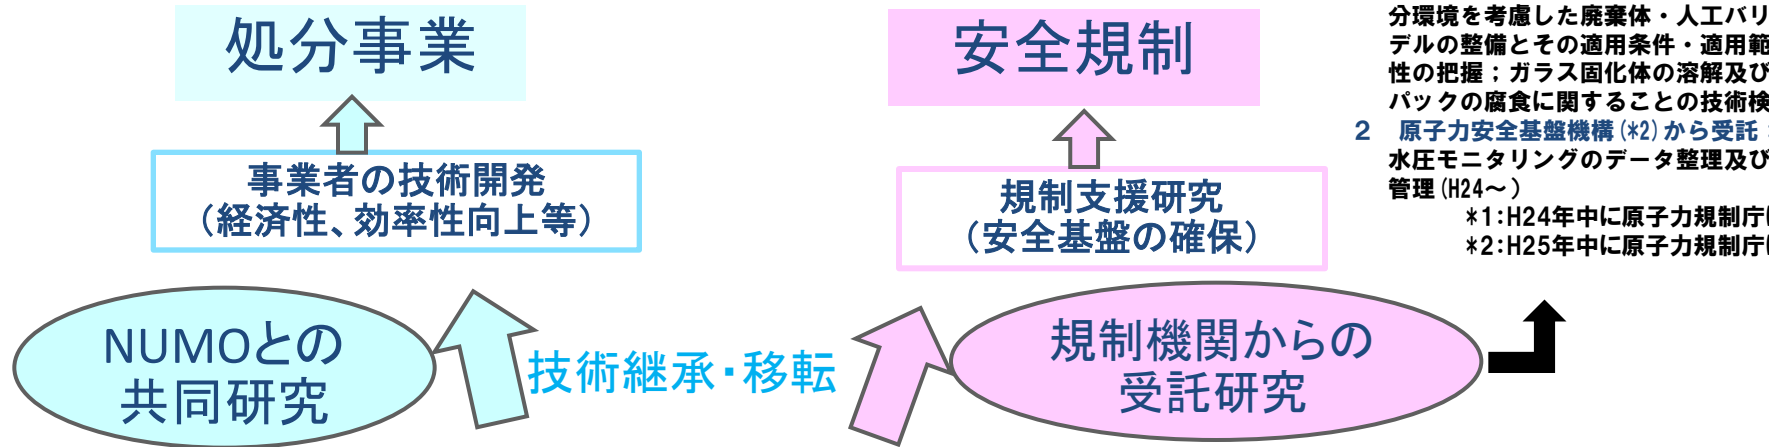 処分事業
事業者の技術開発
（経済性、効率性向上等）
NUMOとの
共同研究
技術継承・移転
安全規制
規制支援研究
（安全基盤の確保）
規制機関からの
受託研究
分環境を考慮した廃棄体・人工バリ
デルの整備とその適用条件・適用範
性の把握；ガラス固化体の溶解及び
パックの腐食に関することの技術検
２　原子力安全基盤機構(*2)から受託
水圧モニタリングのデータ整理及び
管理(H24～)
*1:H24年中に原子力規制庁
*2:H25年中に原子力規制庁